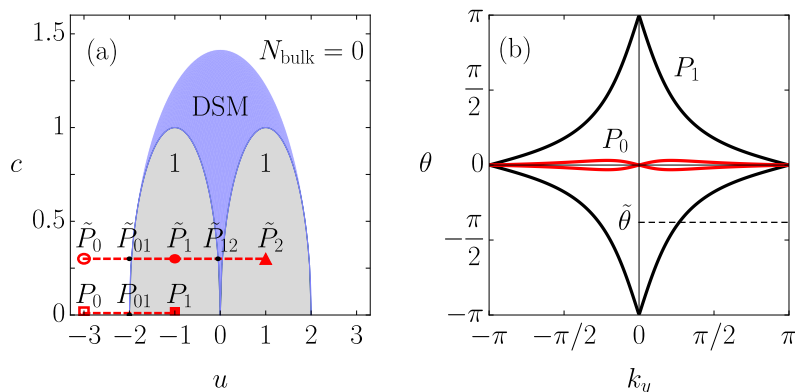 (a)
N_bulk = 0
DSM
1 1
P̃_0 P̃_01 P̃_1 P̃_12 P̃_2
P_0 P_01 P_1
1.5
1
0.5
0
c
−3 −2 −1 0 1 2 3
u
(b)
P_1
P_0
θ̃
π
π/2
0
−π/2
−π
θ
−π −π/2 0 π/2 π
k_y